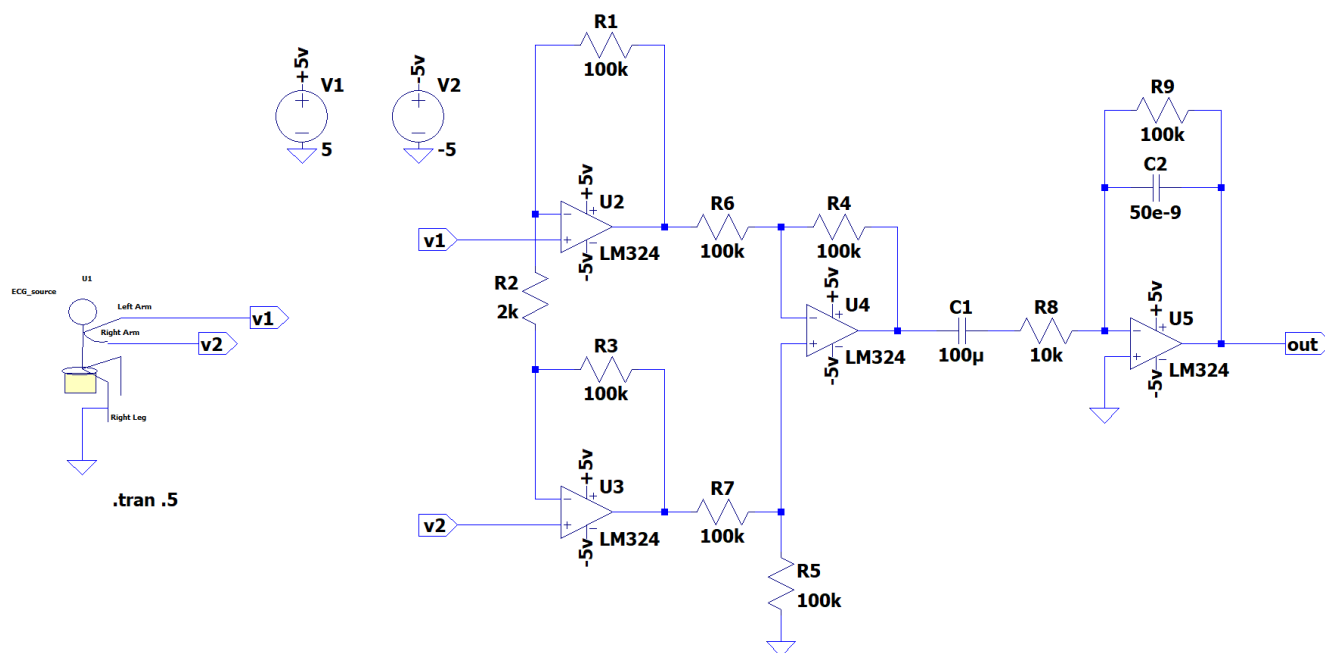 R1
100k
+5v
V1
5
-5v
V2
-5
R9
100k
C2
50e-9
+5v
U2
-5v
LM324
v1
R6
100k
R4
100k
R2
2k
U1
ECG_source
Left Arm
v1
Right Arm
v2
Right Leg
.tran .5
+5v
U4
-5v
LM324
C1
100µ
R8
10k
+5v
U5
-5v
LM324
out
R3
100k
+5v
U3
-5v
LM324
v2
R7
100k
R5
100k